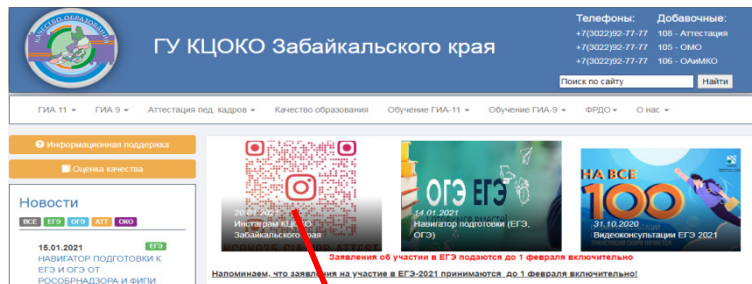 КАЧЕСТВО ОБРАЗОВАНИЯ
ГУ КЦОКО Забайкальского края
Телефоны: Добавочные:
+7(3022)92-77-77 108 - Аттестация
+7(3022)92-77-77 105 - ОМО
+7(3022)92-77-77 106 - ОАиМКО
Поиск по сайту Найти
ГИА 11 ГИА 9 Аттестация пед. кадров Качество образования Обучение ГИА-11 Обучение ГИА-9 ФРДО О нас
Информационная поддержка
Оценка качества
Новости
ВСЕ ЕГЭ ОГЭ АТТ ОКО
15.01.2021 ЕГЭ
НАВИГАТОР ПОДГОТОВКИ К
ЕГЭ И ОГЭ ОТ
РОСОБРНАДЗОРА И ФИПИ
20.01.2021
Инстаграм КЦОКО
Забайкальского края
ОГЭ ЕГЭ
14.01.2021
Навигатор подготовки (ЕГЭ,
ОГЭ)
НА ВСЕ
100
31.10.2020
Видеоконсультации ЕГЭ 2021
Заявления об участии в ЕГЭ подаются до 1 февраля включительно
Напоминаем, что заявления на участие в ЕГЭ-2021 принимаются до 1 февраля включительно!